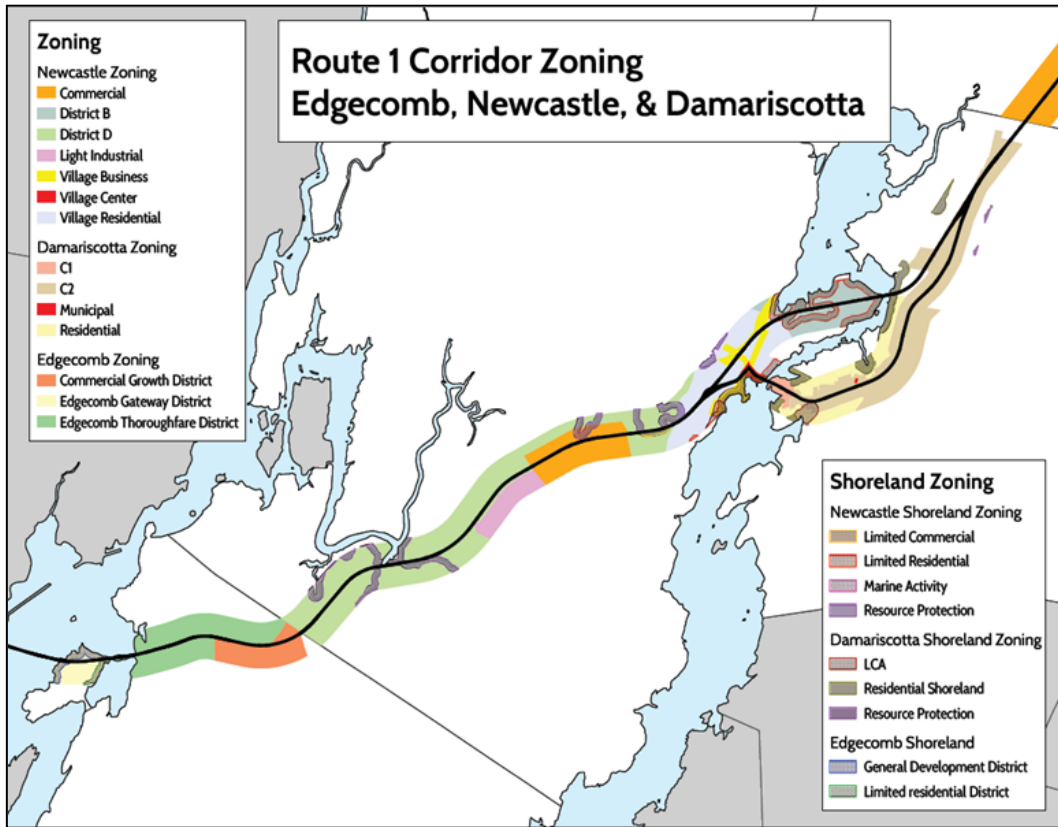 Route 1 Corridor Zoning
Edgecomb, Newcastle, & Damariscotta
Zoning
Newcastle Zoning
Commercial
District B
District D
Light Industrial
Village Business
Village Center
Village Residential
Damariscotta Zoning
C1
C2
Municipal
Residential
Edgecomb Zoning
Commercial Growth District
Edgecomb Gateway District
Edgecomb Thoroughfare District
Shoreland Zoning
Newcastle Shoreland Zoning
Limited Commercial
Limited Residential
Marine Activity
Resource Protection
Damariscotta Shoreland Zoning
LCA
Residential Shoreland
Resource Protection
Edgecomb Shoreland
General Development District
Limited residential District